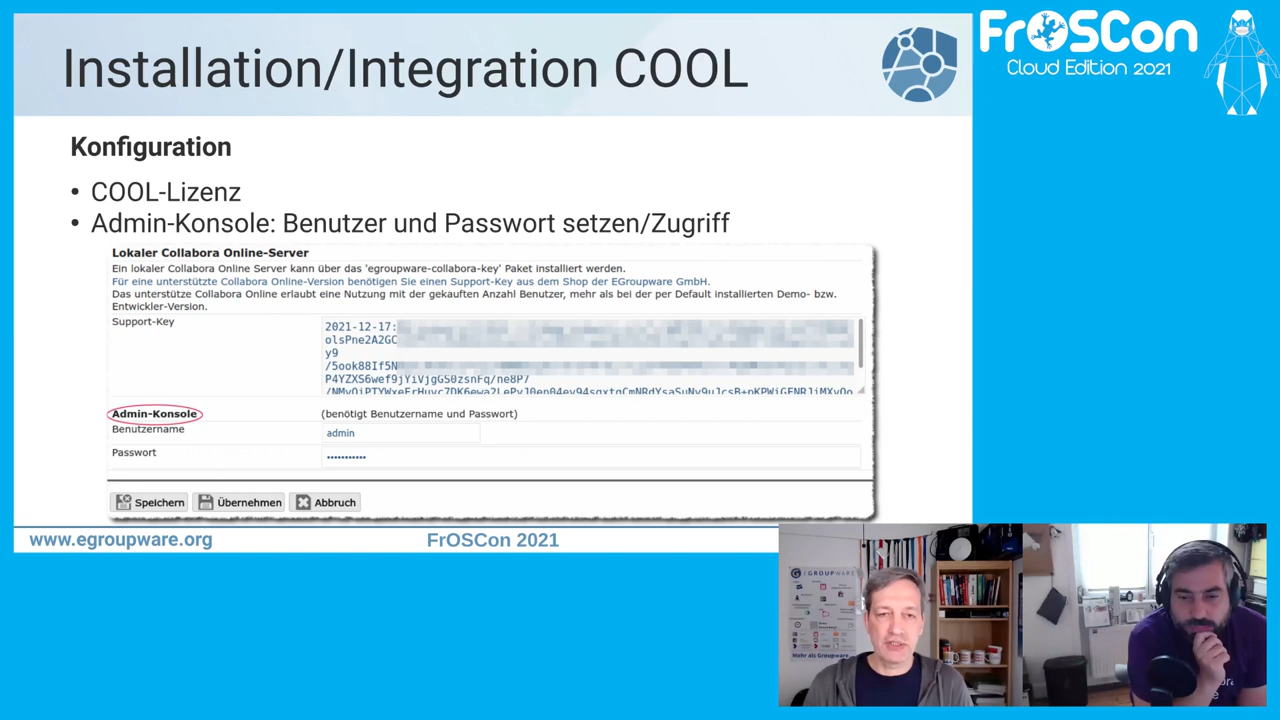 Installation/Integration COOL
FrOSCon
Cloud Edition 2021
Konfiguration
• COOL-Lizenz
• Admin-Konsole: Benutzer und Passwort setzen/Zugriff
Lokaler Collabora Online-Server
Ein lokaler Collabora Online Server kann über das 'egroupware-collabora-key' Paket installiert werden.
Für eine unterstützte Collabora Online-Version benötigen Sie einen Support-Key aus dem Shop der EGroupware GmbH.
Das unterstütze Collabora Online erlaubt eine Nutzung mit der gekauften Anzahl Benutzer, mehr als bei der per Default installierten Demo- bzw.
Entwickler-Version.
Support-Key
2021-12-17:
olsPne2A2GC
y9
/5ook88If5N
P4YZXS6wef9jYiVjgGS0zsnFq/ne8P7
Admin-Konsole (benötigt Benutzername und Passwort)
Benutzername admin
Passwort •••••••••••
Speichern Übernehmen Abbruch
www.egroupware.org FrOSCon 2021
EGROUPWARE
Mehr als Groupware